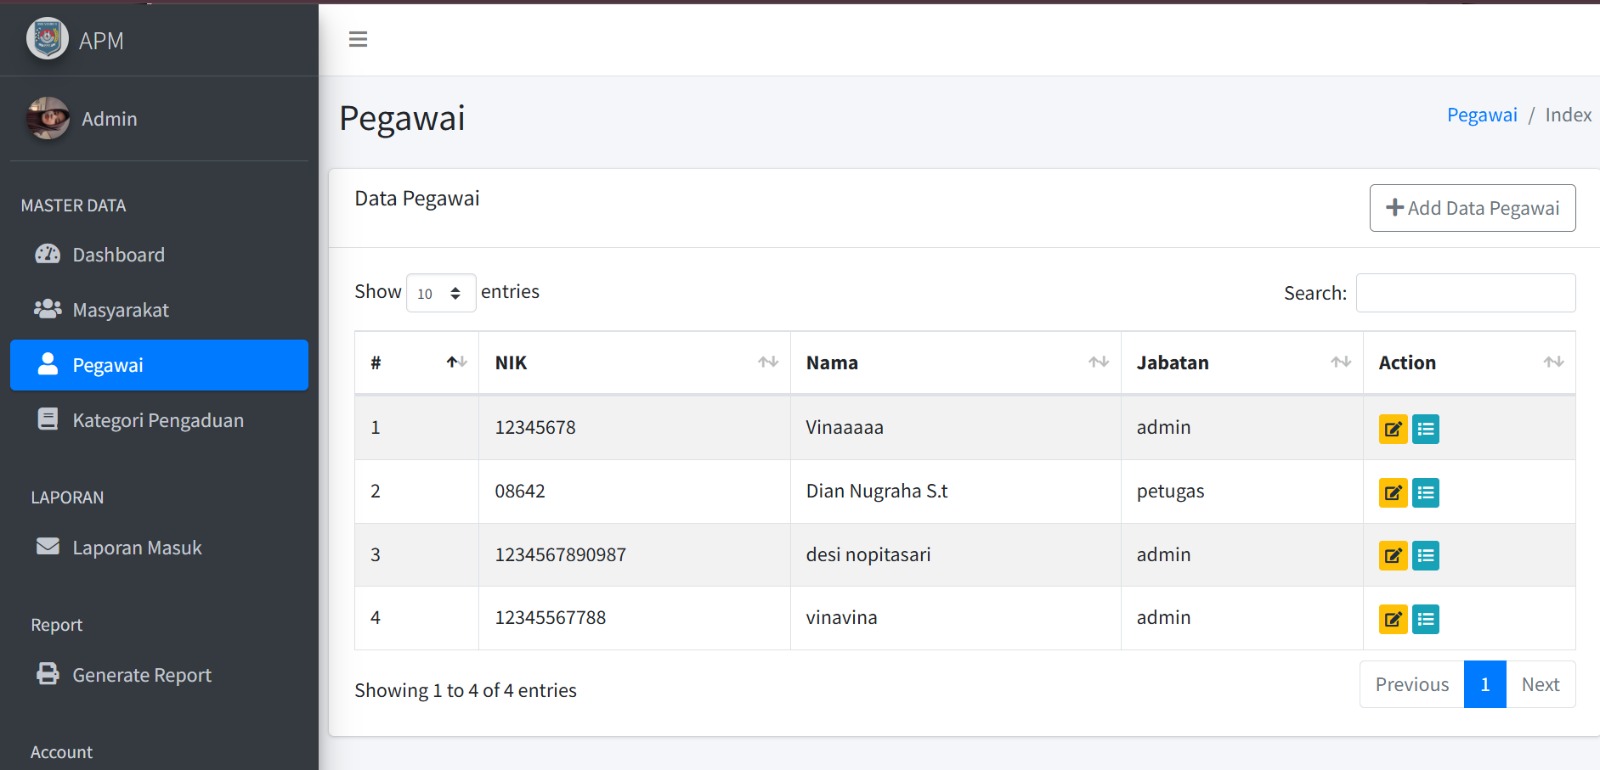 APM
Admin
MASTER DATA
Dashboard
Masyarakat
Pegawai
Kategori Pengaduan
LAPORAN
Laporan Masuk
Report
Generate Report
Account
Pegawai
Pegawai / Index
Data Pegawai
Add Data Pegawai
Show 10 entries
Search:
# NIK Nama Jabatan Action
1 12345678 Vinaaaaa admin
2 08642 Dian Nugraha S.t petugas
3 1234567890987 desi nopitasari admin
4 12345567788 vinavina admin
Showing 1 to 4 of 4 entries
Previous 1 Next